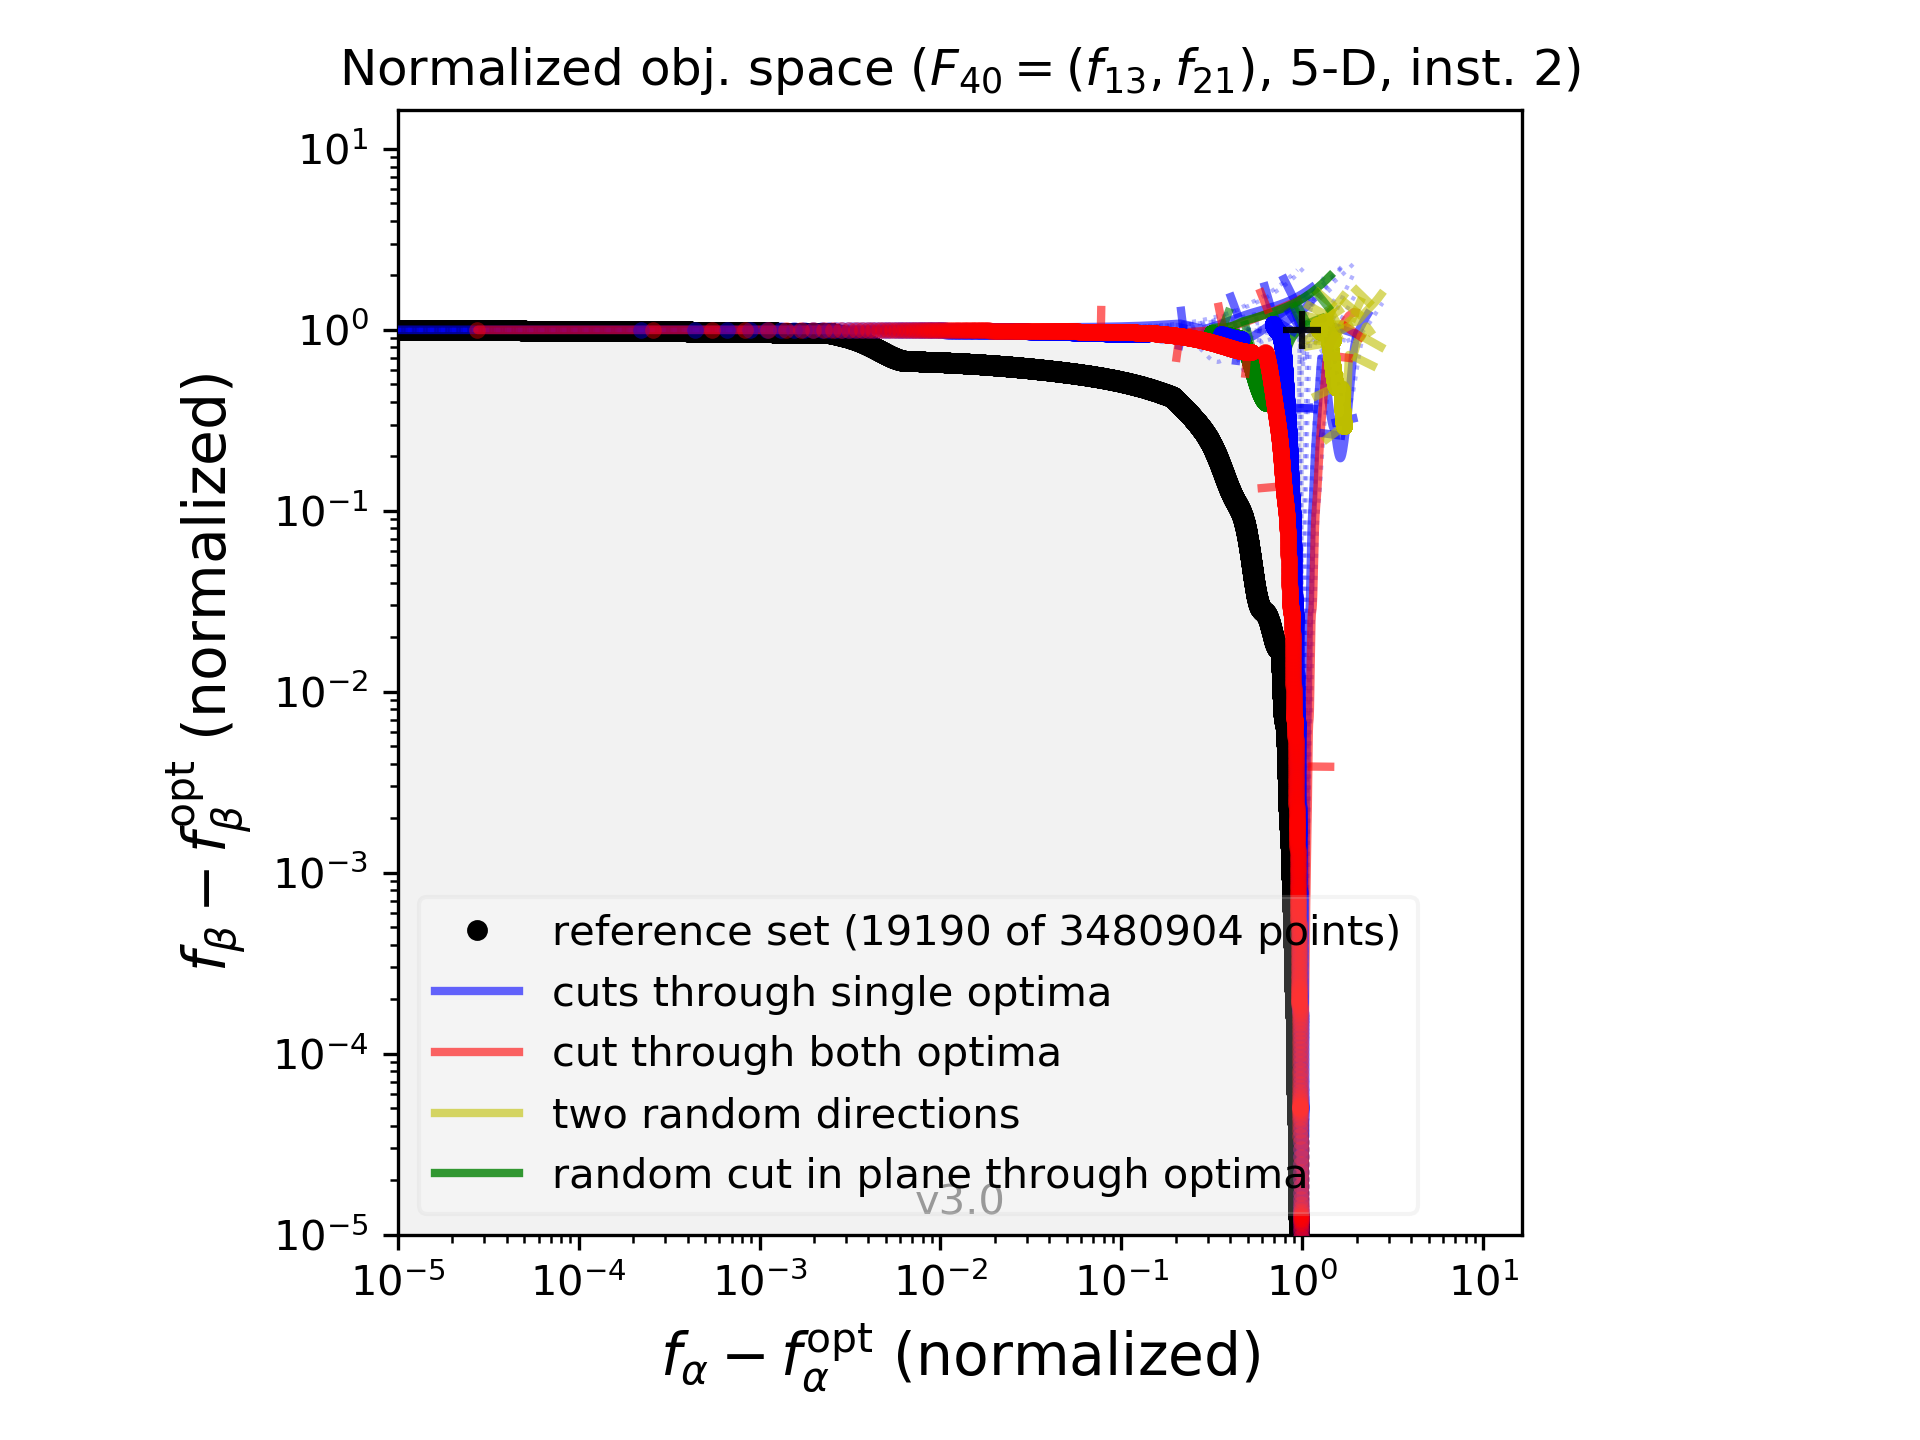 Normalized obj. space ($F_{40} = (f_{13}, f_{21})$, 5-D, inst. 2)
$f_\beta - f_\beta^{\mathrm{opt}}$ (normalized)
$10^1$
$10^0$
$10^{-1}$
$10^{-2}$
$10^{-3}$
$10^{-4}$
$10^{-5}$
reference set (19190 of 3480904 points)
cuts through single optima
cut through both optima
two random directions
random cut in plane through optima
v3.0
$10^{-5}$ $10^{-4}$ $10^{-3}$ $10^{-2}$ $10^{-1}$ $10^0$ $10^1$
$f_\alpha - f_\alpha^{\mathrm{opt}}$ (normalized)